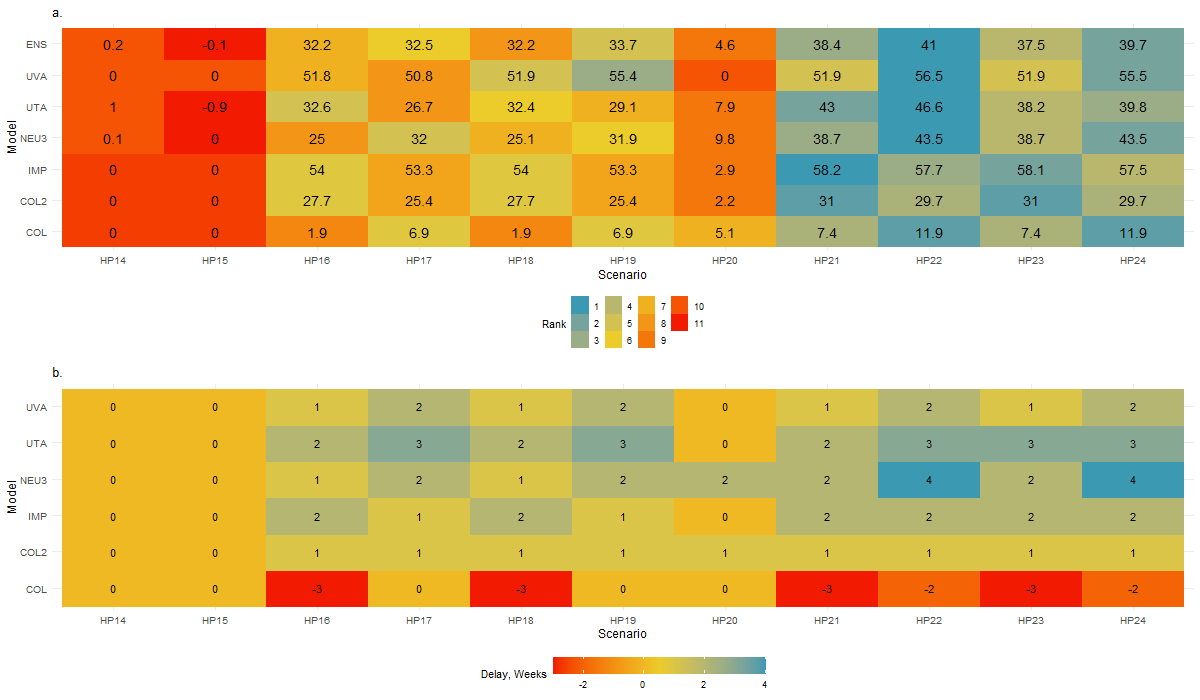 a.
Model
ENS 0.2 -0.1 32.2 32.5 32.2 33.7 4.6 38.4 41 37.5 39.7
UVA 0 0 51.8 50.8 51.9 55.4 0 51.9 56.5 51.9 55.5
UTA 1 -0.9 32.6 26.7 32.4 29.1 7.9 43 46.6 38.2 39.8
NEU3 0.1 0 25 32 25.1 31.9 9.8 38.7 43.5 38.7 43.5
IMP 0 0 54 53.3 54 53.3 2.9 58.2 57.7 58.1 57.5
COL2 0 0 27.7 25.4 27.7 25.4 2.2 31 29.7 31 29.7
COL 0 0 1.9 6.9 1.9 6.9 5.1 7.4 11.9 7.4 11.9
HP14 HP15 HP16 HP17 HP18 HP19 HP20 HP21 HP22 HP23 HP24
Scenario
1 4 7 10
Rank 2 5 8 11
3 6 9
b.
Model
UVA 0 0 1 2 1 2 0 1 2 1 2
UTA 0 0 2 3 2 3 0 2 3 3 3
NEU3 0 0 1 2 1 2 2 2 4 2 4
IMP 0 0 2 1 2 1 0 2 2 2 2
COL2 0 0 1 1 1 1 1 1 1 1 1
COL 0 0 -3 0 -3 0 0 -3 -2 -3 -2
HP14 HP15 HP16 HP17 HP18 HP19 HP20 HP21 HP22 HP23 HP24
Scenario
Delay, Weeks
-2 0 2 4